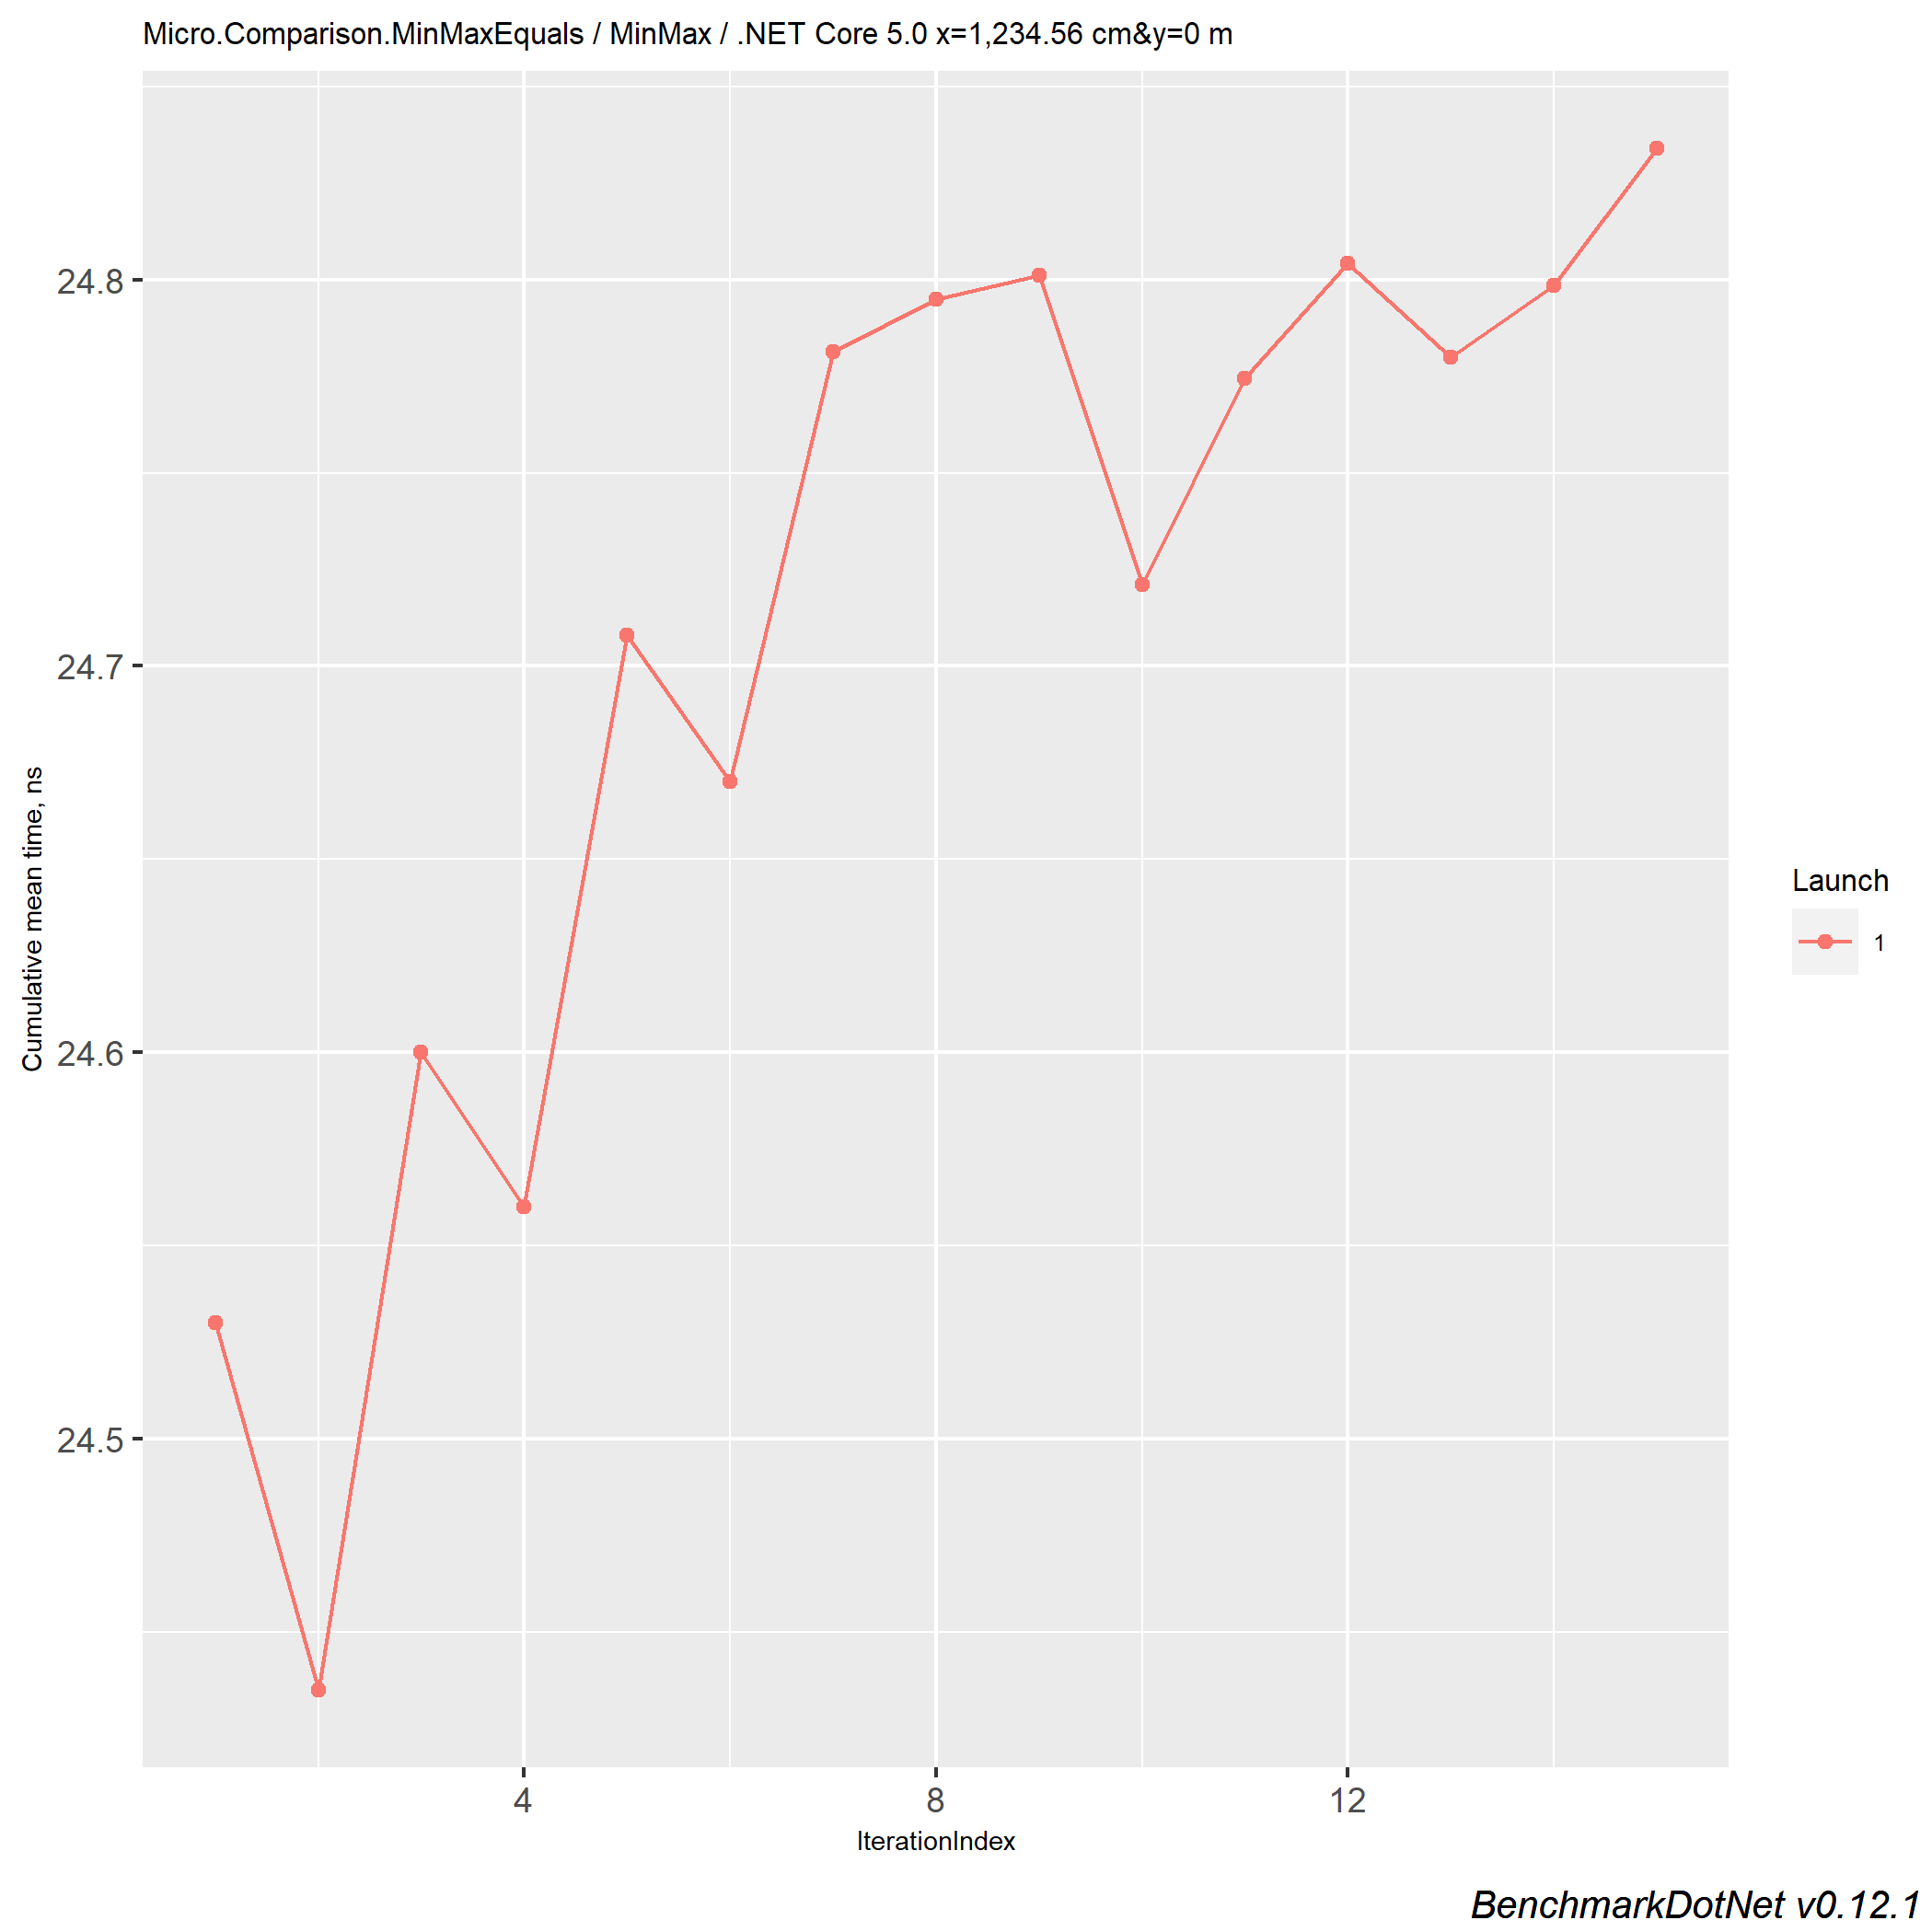 Micro.Comparison.MinMaxEquals / MinMax / .NET Core 5.0 x=1,234.56 cm&y=0 m
Cumulative mean time, ns
24.8
24.7
24.6
24.5
4
8
12
IterationIndex
Launch
1
BenchmarkDotNet v0.12.1